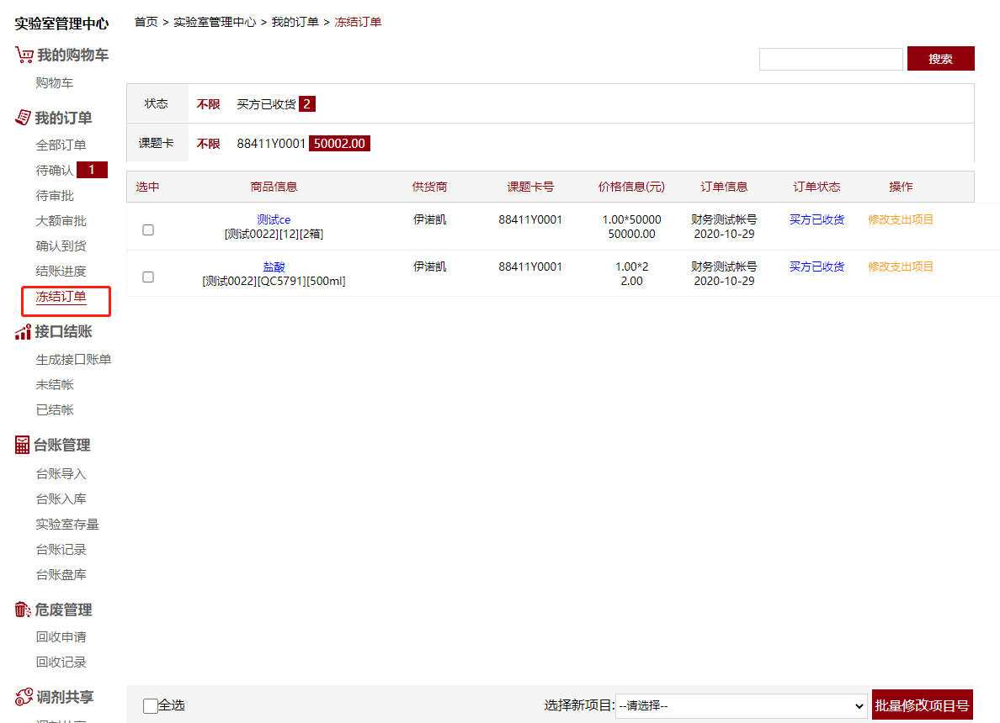 实验室管理中心
首页 > 实验室管理中心 > 我的订单 > 冻结订单
我的购物车
购物车
我的订单
全部订单
待确认 1
待审批
大额审批
确认到货
结账进度
冻结订单
接口结账
生成接口账单
未结帐
已结帐
台账管理
台账导入
台账入库
实验室存量
台账记录
台账盘库
危废管理
回收申请
回收记录
调剂共享
搜索
状态 不限 买方已收货 2
课题卡 不限 88411Y0001 50002.00
选中 商品信息 供货商 课题卡号 价格信息(元) 订单信息 订单状态 操作
测试ce 伊诺凯 88411Y0001 1.00*50000 财务测试帐号 买方已收货 修改支出项目
[测试0022][12][2箱] 50000.00 2020-10-29
盐酸 伊诺凯 88411Y0001 1.00*2 财务测试帐号 买方已收货 修改支出项目
[测试0022][QC5791][500ml] 2.00 2020-10-29
全选 选择新项目: --请选择-- 批量修改项目号